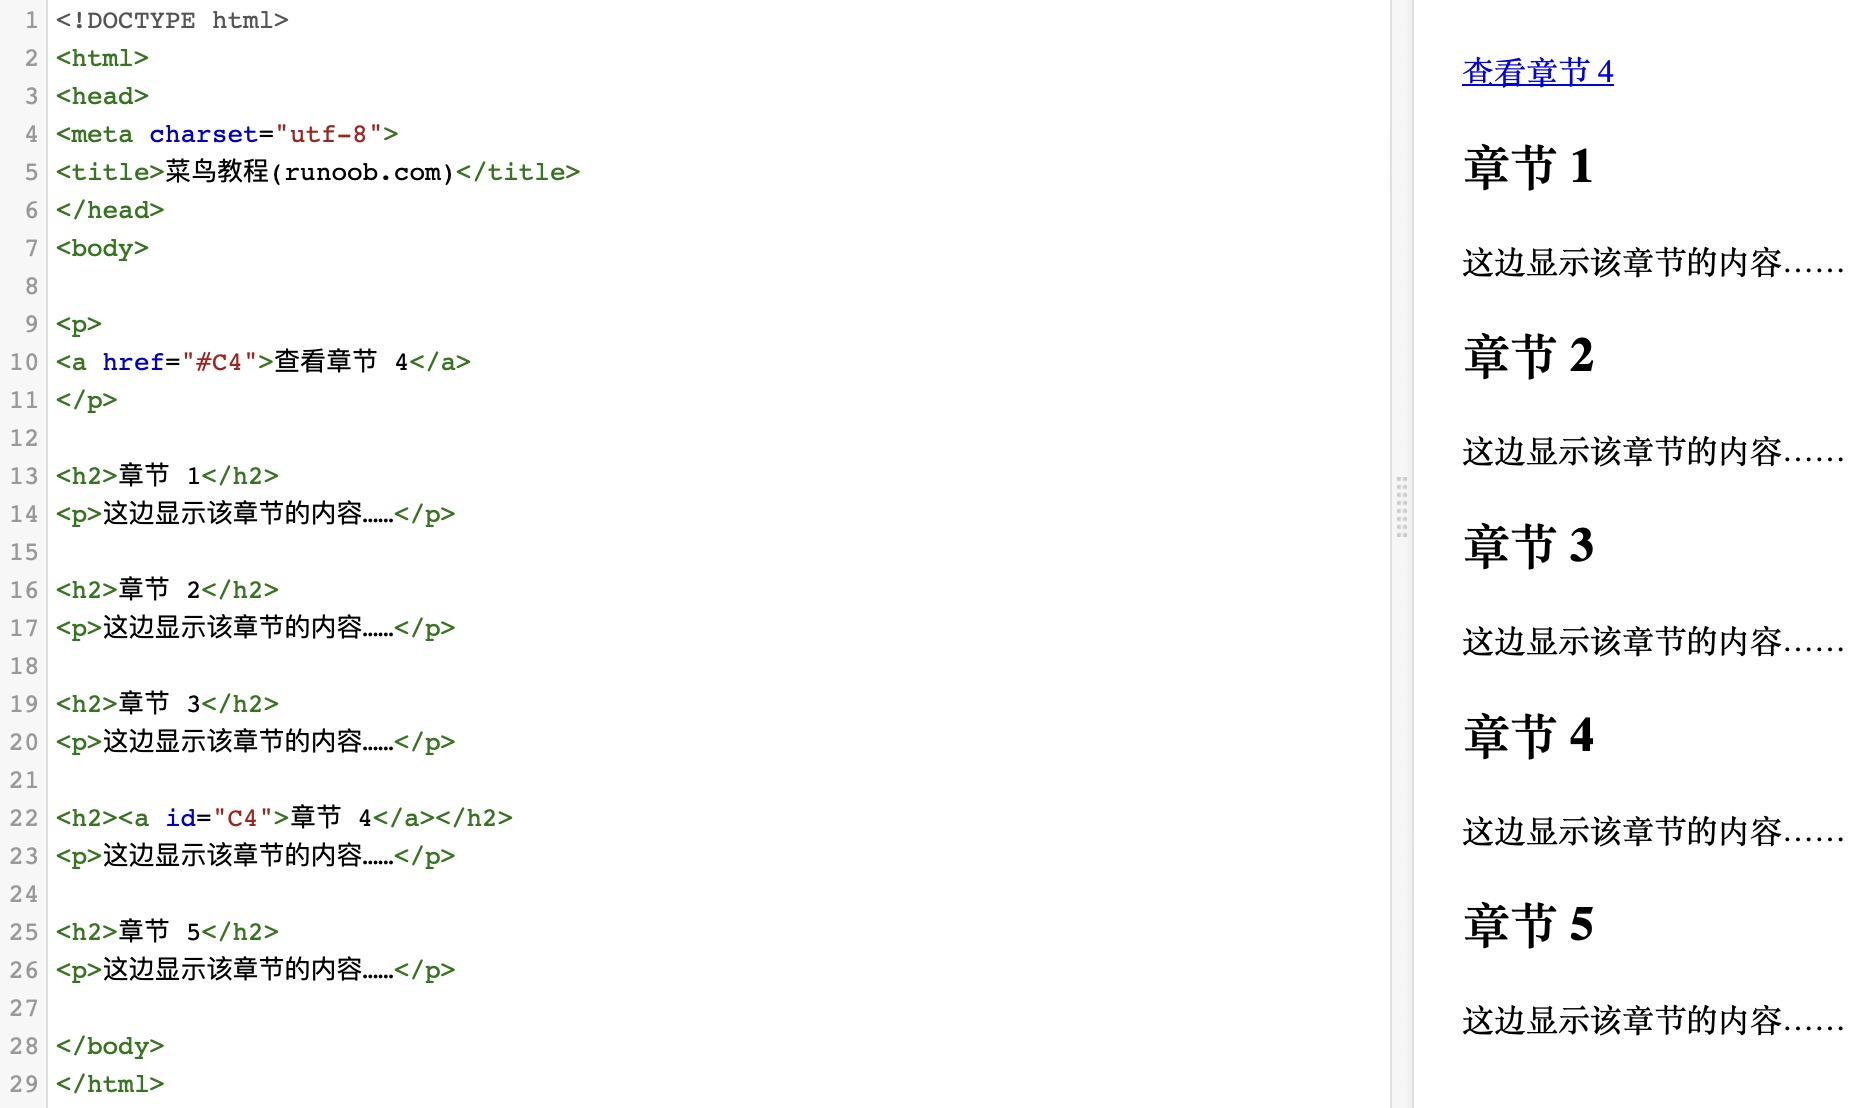 1 <!DOCTYPE html>
2 <html>
3 <head>
4 <meta charset="utf-8">
5 <title>菜鸟教程(runoob.com)</title>
6 </head>
7 <body>
8
9 <p>
10 <a href="#C4">查看章节 4</a>
11 </p>
12
13 <h2>章节 1</h2>
14 <p>这边显示该章节的内容……</p>
15
16 <h2>章节 2</h2>
17 <p>这边显示该章节的内容……</p>
18
19 <h2>章节 3</h2>
20 <p>这边显示该章节的内容……</p>
21
22 <h2><a id="C4">章节 4</a></h2>
23 <p>这边显示该章节的内容……</p>
24
25 <h2>章节 5</h2>
26 <p>这边显示该章节的内容……</p>
27
28 </body>
29 </html>
查看章节 4
章节 1
这边显示该章节的内容……
章节 2
这边显示该章节的内容……
章节 3
这边显示该章节的内容……
章节 4
这边显示该章节的内容……
章节 5
这边显示该章节的内容……